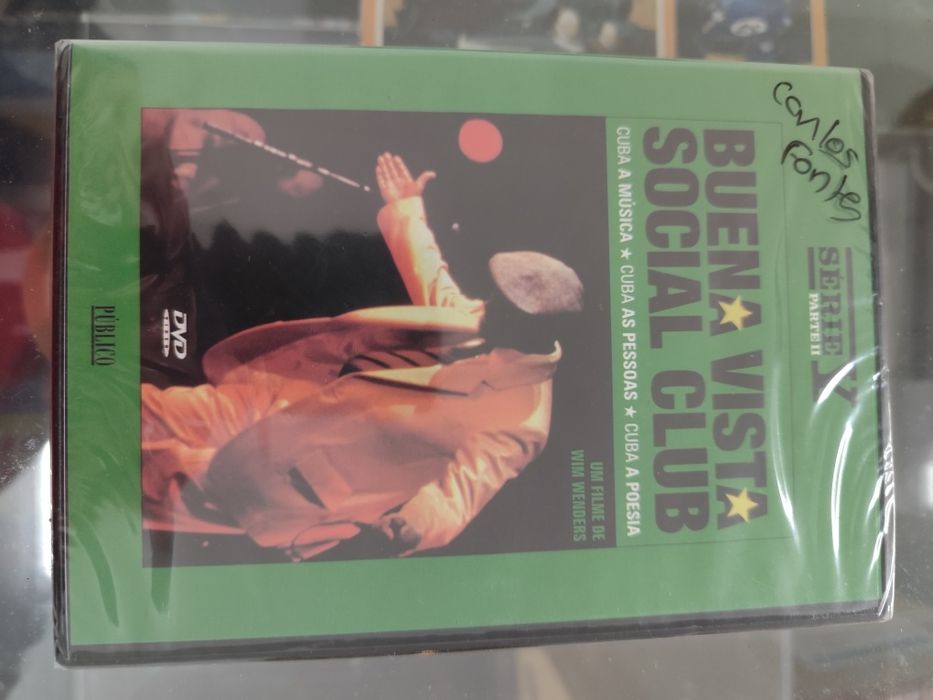 Carlos
Fontes
SÉRIE Y
PARTE II
BUENA VISTA
SOCIAL CLUB
CUBA A MÚSICA ★ CUBA AS PESSOAS ★ CUBA A POESIA
UM FILME DE
WIM WENDERS
DVD
PÚBLICO